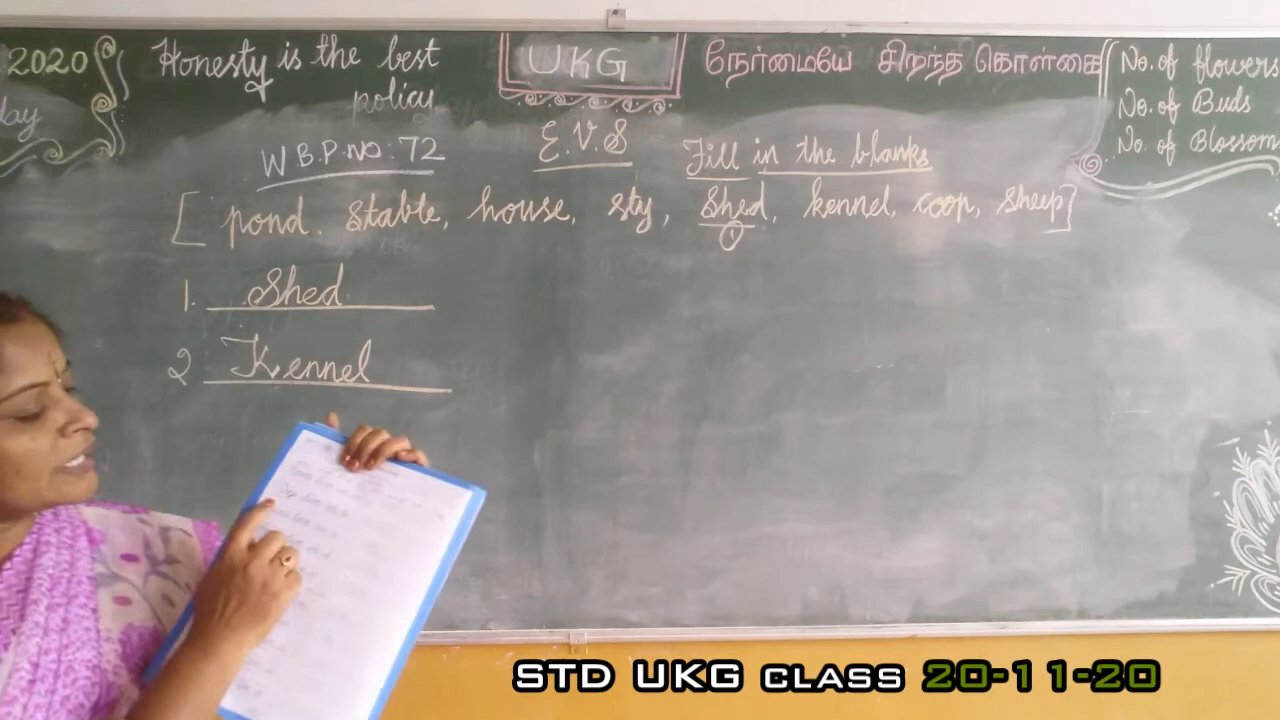 2020
day
Honesty is the best
policy.
UKG
நேர்மையே சிறந்த கொள்கை
No. of flowers
No. of Buds
No. of Blossom
W B.P.NO: 72
E.V.S
Fill in the blanks
[ pond. stable, house, sty, Shed, kennel, coop, sheep]
1
1. Shed.
2 Kennel
STD UKG CLASS 20-11-20